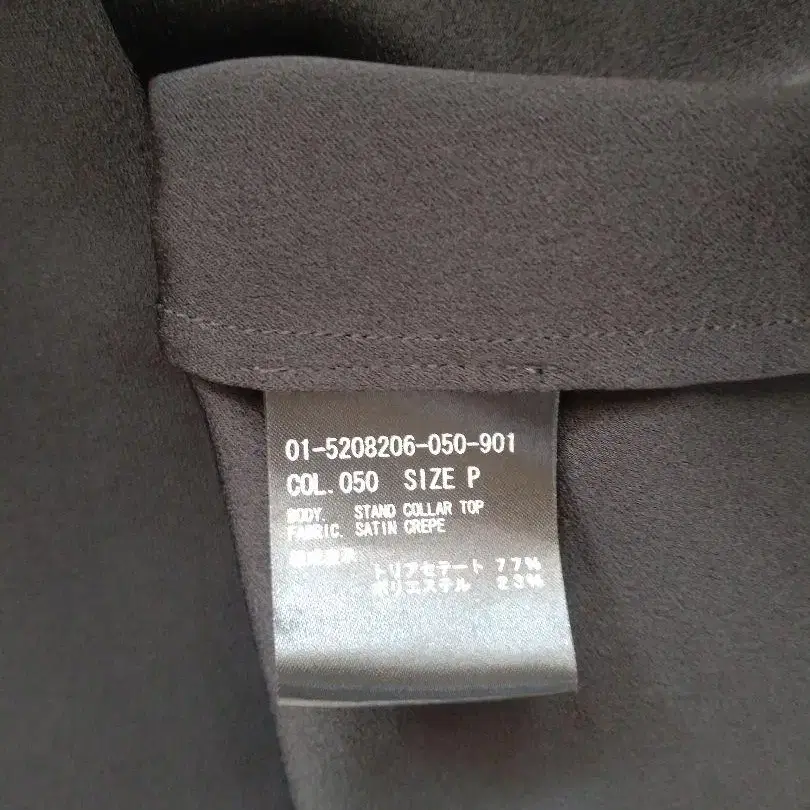 01-5208206-050-901
COL.050 SIZE P
BODY. STAND COLLAR TOP
FABRIC. SATIN CREPE
トリアセテート 77%
ポリエステル 23%